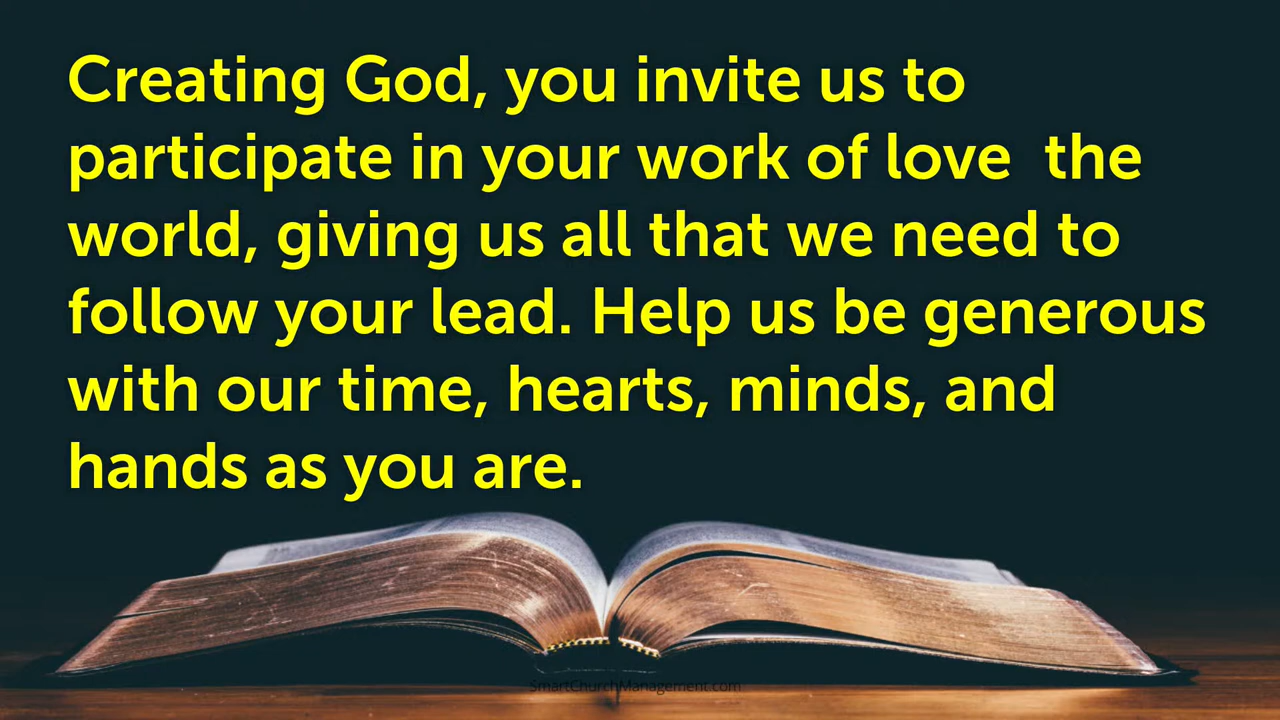 Creating God, you invite us to
participate in your work of love  the
world, giving us all that we need to
follow your lead. Help us be generous
with our time, hearts, minds, and
hands as you are.
SmartChurchManagement.com